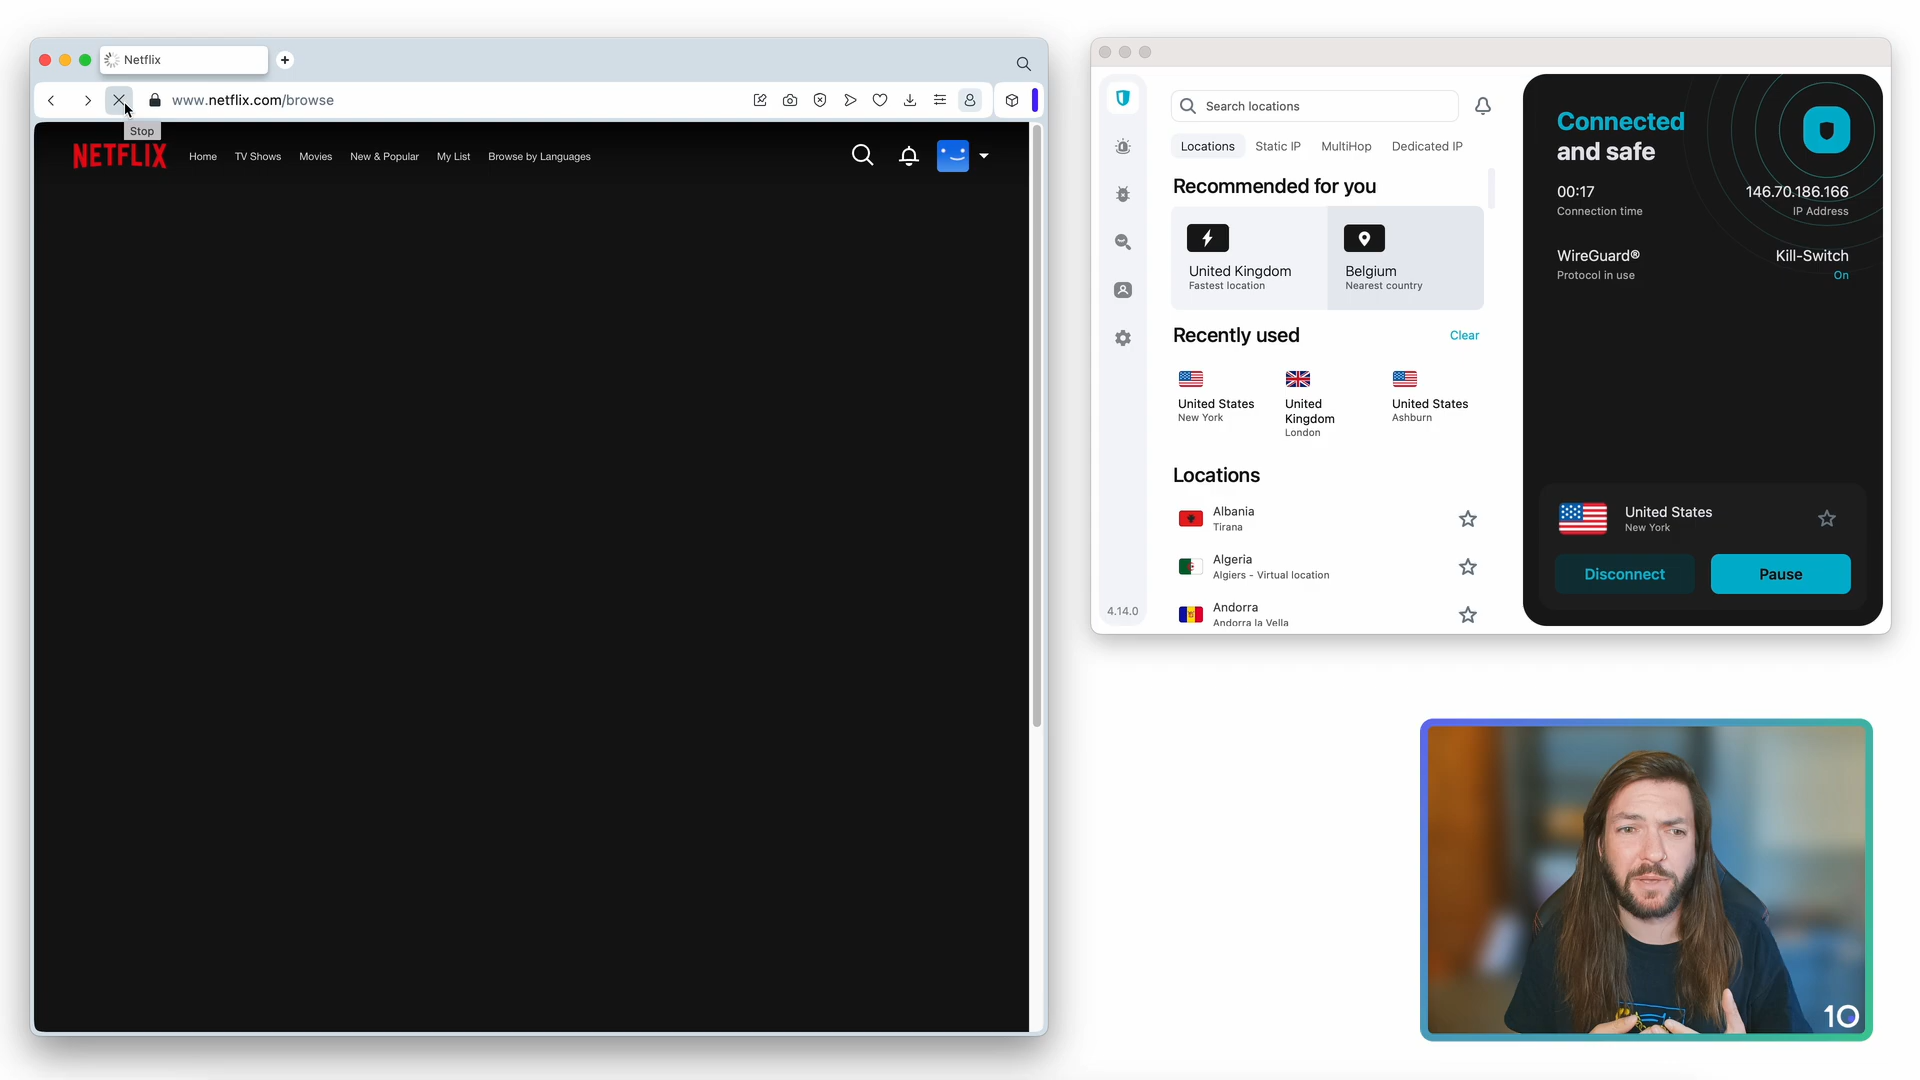 Netflix
www.netflix.com/browse
Stop
NETFLIX
Home
TV Shows
Movies
New & Popular
My List
Browse by Languages
Search locations
Locations
Static IP
MultiHop
Dedicated IP
Recommended for you
United Kingdom
Fastest location
Belgium
Nearest country
Recently used
Clear
United States
New York
United
Kingdom
London
United States
Ashburn
Locations
Albania
Tirana
Algeria
Algiers - Virtual location
Andorra
Andorra la Vella
4.14.0
Connected
and safe
00:17
Connection time
146.70.186.166
IP Address
WireGuard®
Protocol in use
Kill-Switch
On
United States
New York
Disconnect
Pause
10